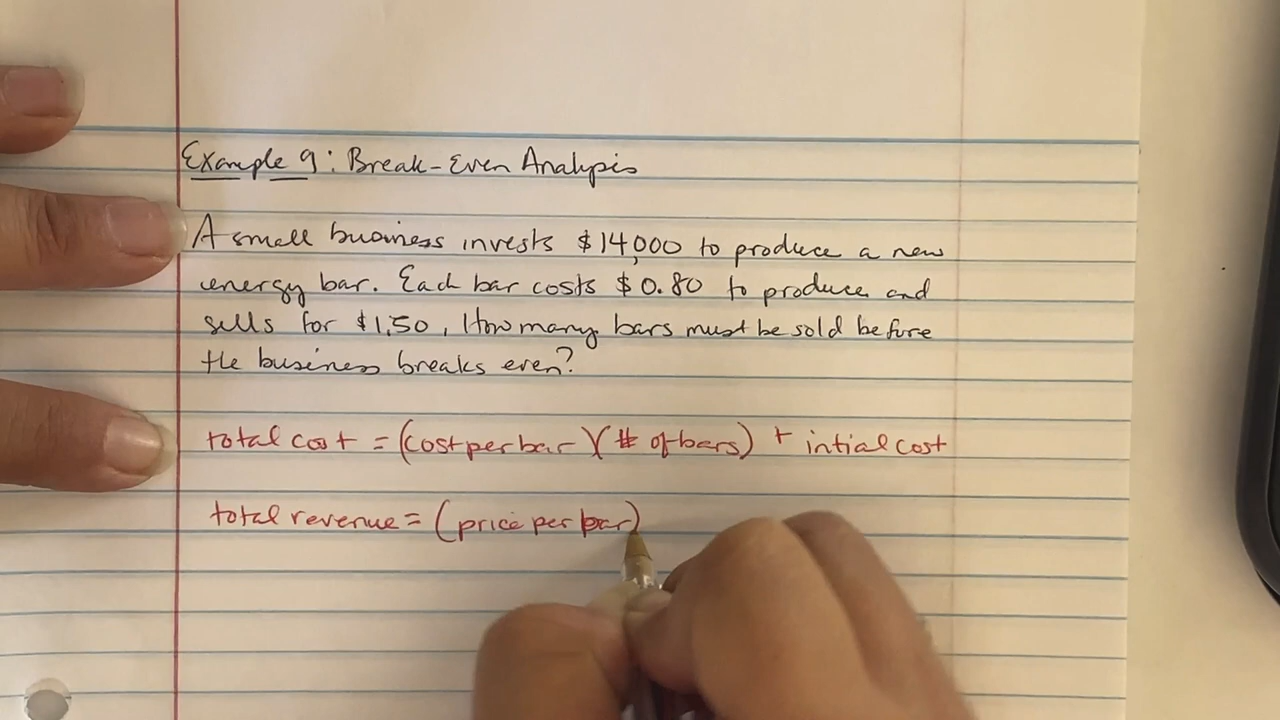 Example 9: Break-Even Analysis
A small business invests $14,000 to produce a new
energy bar. Each bar costs $0.80 to produce and
sells for $1.50. How many bars must be sold before
the business breaks even?
total cost = (cost per bar)(# of bars) + intial cost
total revenue = (price per bar)